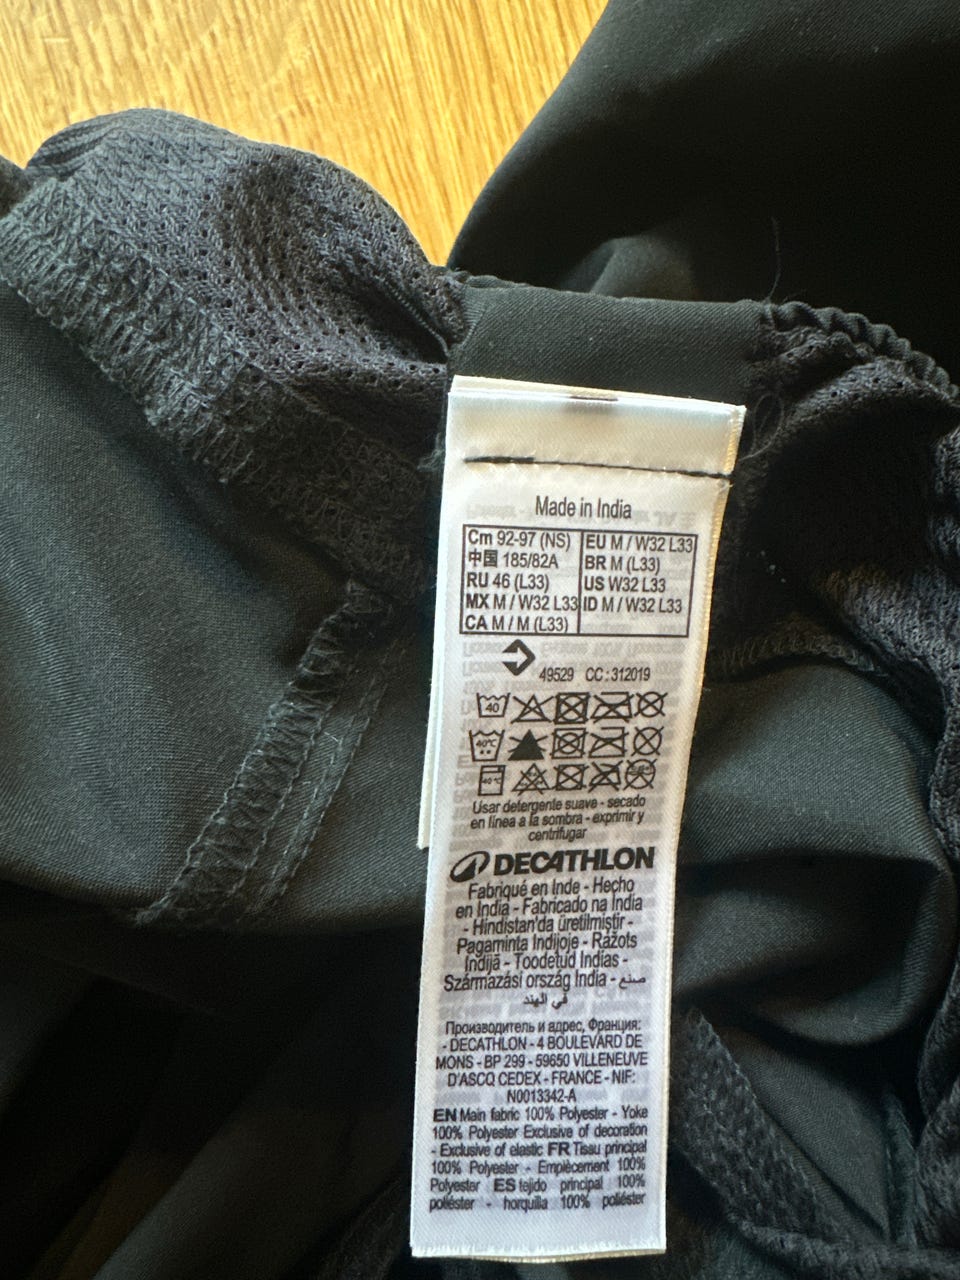 Made in India
Cm 92-97 (NS) EU M / W32 L33
中国 185/82A BR M (L33)
RU 46 (L33) US W32 L33
MX M / W32 L33 ID M / W32 L33
CA M / M (L33)
49529 CC : 312019
40
40°C
40°C
Usar detergente suave - secado
en línea a la sombra - exprimir y
centrifugar
DECATHLON
Fabriqué en Inde - Hecho
en India - Fabricado na Índia
- Hindistan'da üretilmiştir -
Pagaminta Indijoje - Ražots
Indijā - Toodetud Indias -
Származási ország India - صنع
في الهند
Производитель и адрес, Франция:
- DECATHLON - 4 BOULEVARD DE
MONS - BP 299 - 59650 VILLENEUVE
D'ASCQ CEDEX - FRANCE - NIF:
N0013342-A
EN Main fabric 100% Polyester - Yoke
100% Polyester Exclusive of decoration
- Exclusive of elastic FR Tissu principal
100% Polyester - Empiècement 100%
Polyester ES tejido principal 100%
poliéster - horquilla 100% poliéster